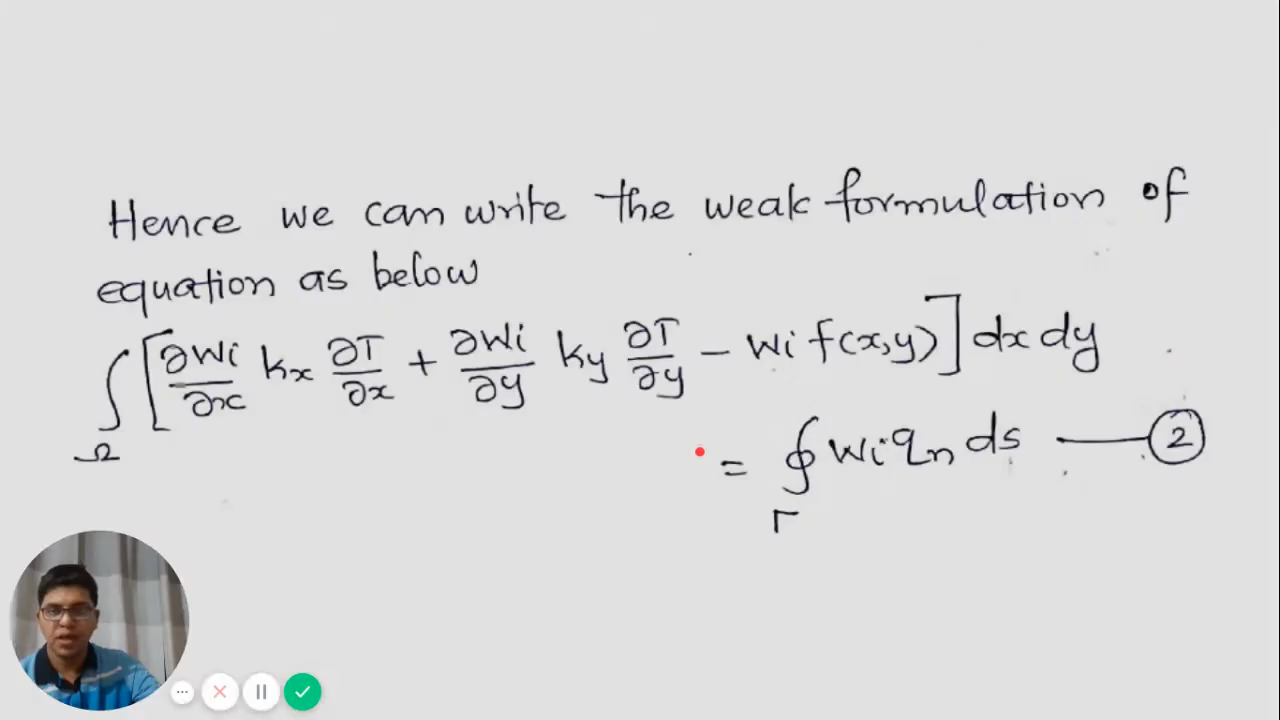 Hence we can write the weak formulation of
equation as below
∫_Ω [∂Wi/∂x kx ∂T/∂x + ∂Wi/∂y ky ∂T/∂y − Wi f(x,y)] dx dy
= ∮_Γ Wi qn ds —— ②